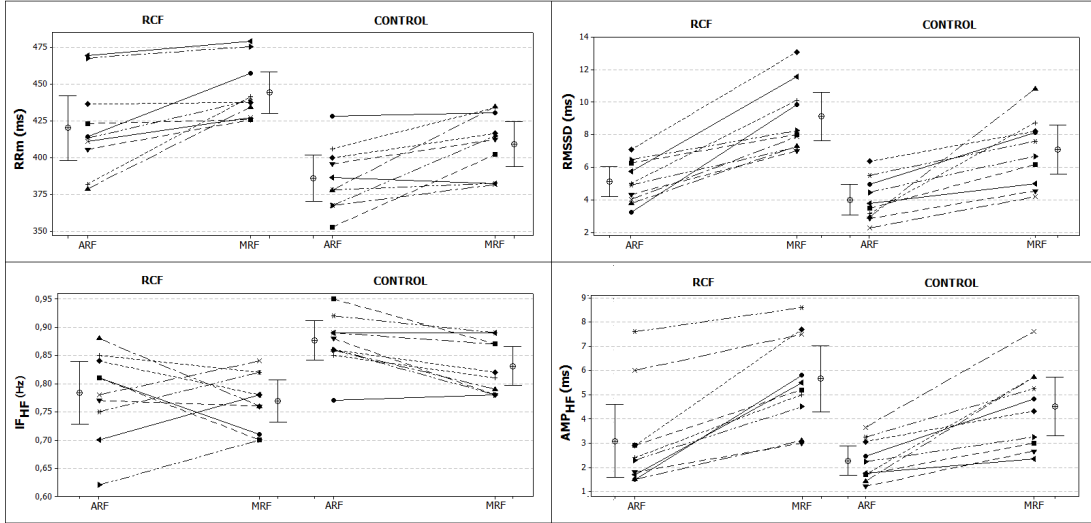 RCF CONTROL
RRm (ms)
475
450
425
400
375
350
ARF MRF ARF MRF
RCF CONTROL
RMSSD (ms)
14
12
10
8
6
4
2
ARF MRF ARF MRF
RCF CONTROL
IFHF (Hz)
0,95
0,90
0,85
0,80
0,75
0,70
0,65
0,60
ARF MRF ARF MRF
RCF CONTROL
AMPHF (ms)
9
8
7
6
5
4
3
2
1
ARF MRF ARF MRF